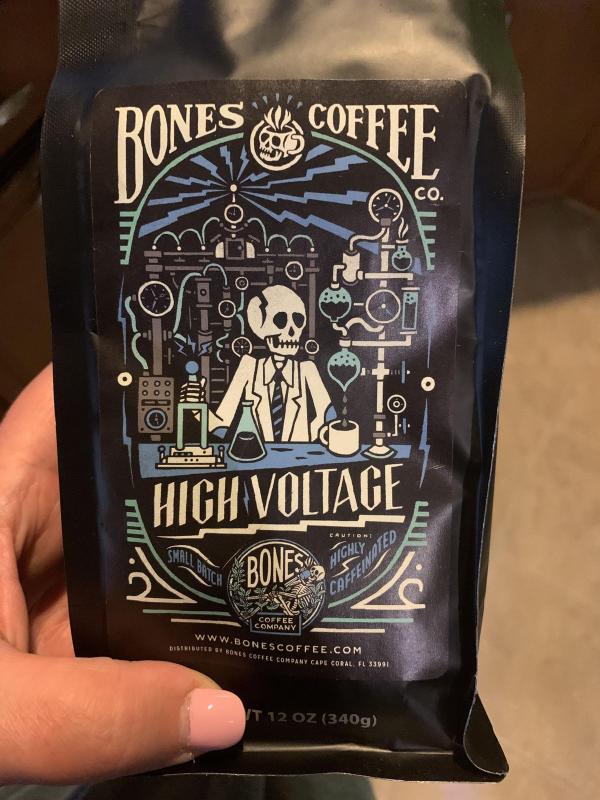 BONES COFFEE
CO.
HIGH VOLTAGE
CAUTION:
SMALL BATCH
HIGHLY
CAFFEINATED
BONES
COFFEE
COMPANY
WWW.BONESCOFFEE.COM
DISTRIBUTED BY BONES COFFEE COMPANY CAPE CORAL, FL 33991
WT 12 OZ (340g)